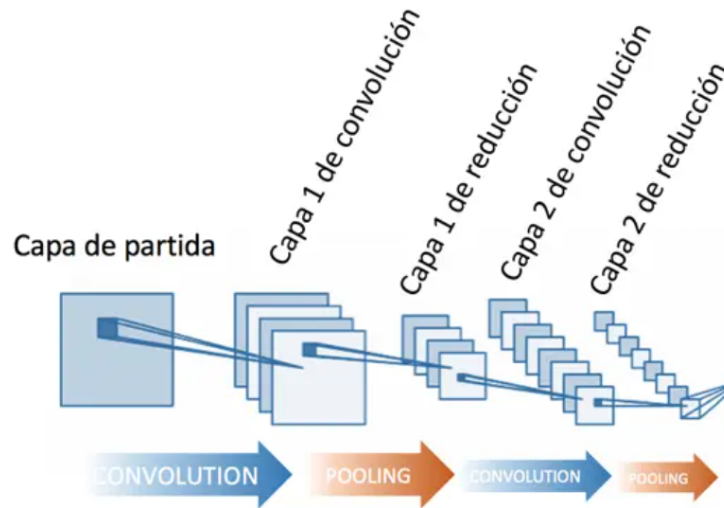 Capa de partida
Capa 1 de convolución
Capa 1 de reducción
Capa 2 de convolución
Capa 2 de reducción
CONVOLUTION
POOLING
CONVOLUTION
POOLING